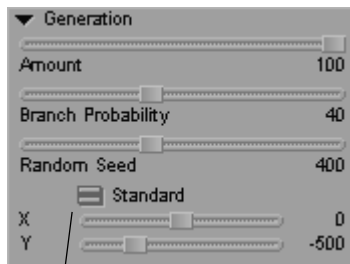 Generation
Amount 100
Branch Probability 40
Random Seed 400
Standard
X 0
Y -500